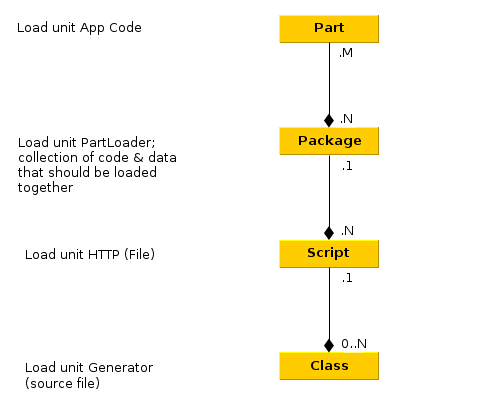 Load unit App Code
Part
.M
.N
Load unit PartLoader;
collection of code & data
that should be loaded
together
Package
.1
.N
Load unit HTTP (File)
Script
.1
0..N
Load unit Generator
(source file)
Class